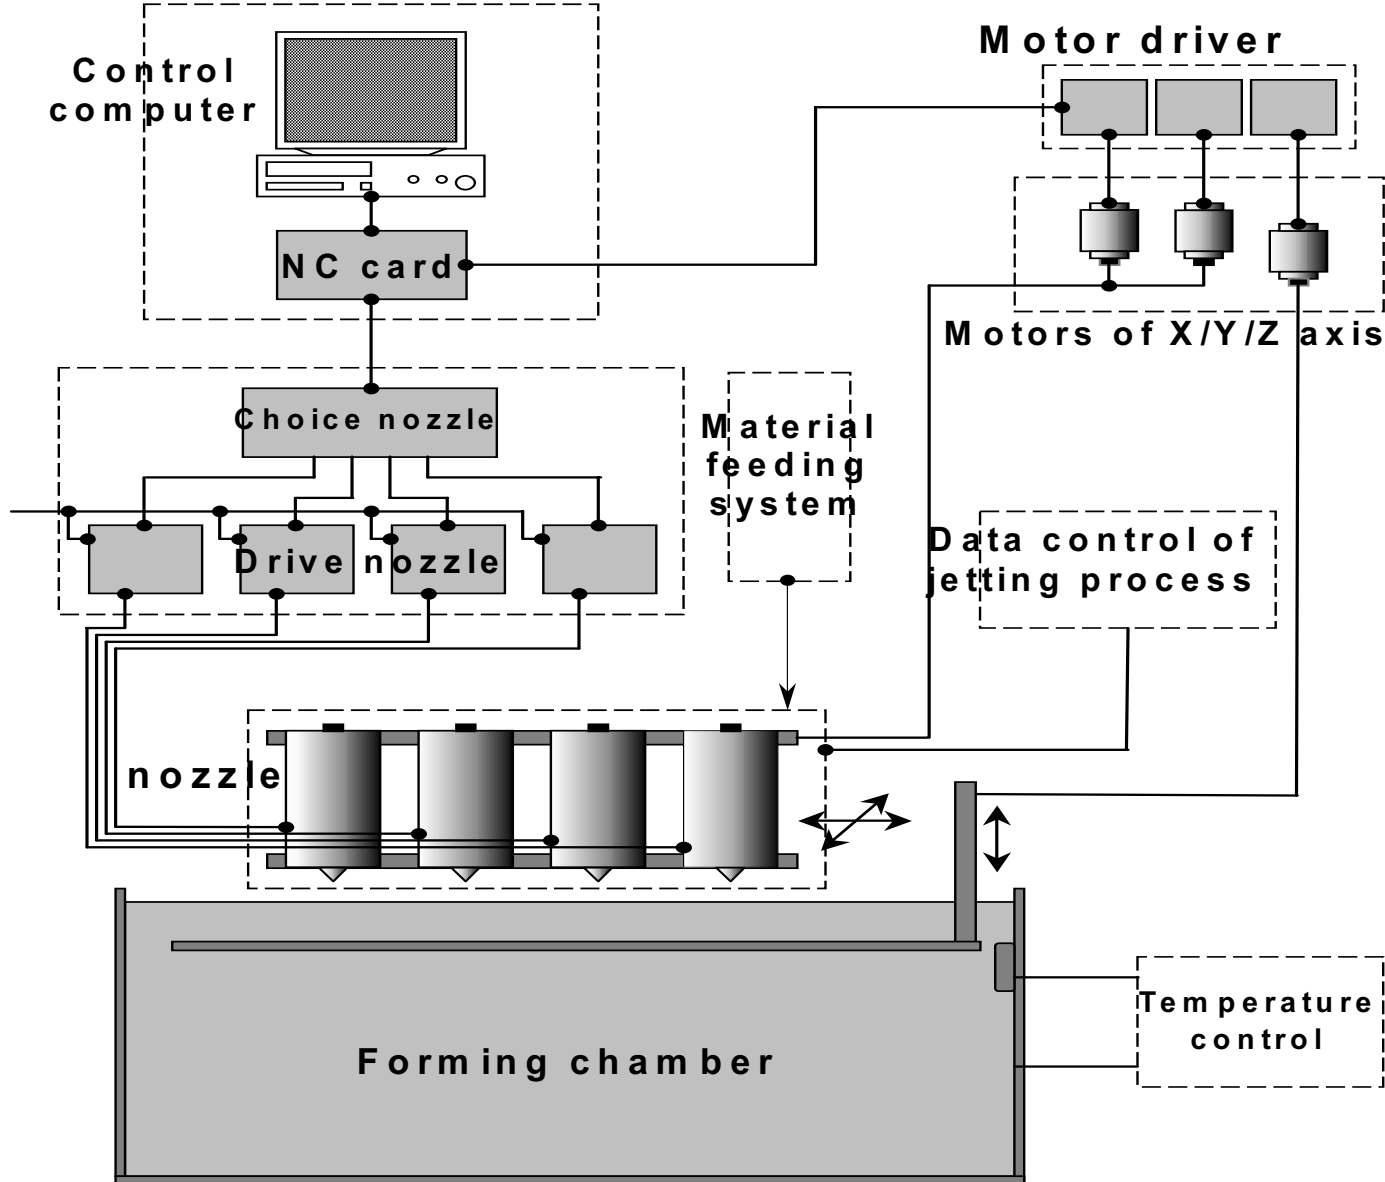 Motor driver
Control
computer
NC card
Motors of X/Y/Z axis
Choice nozzle
Material
feeding
system
Data control of
jetting process
Drive nozzle
nozzle
Temperature
control
Forming chamber